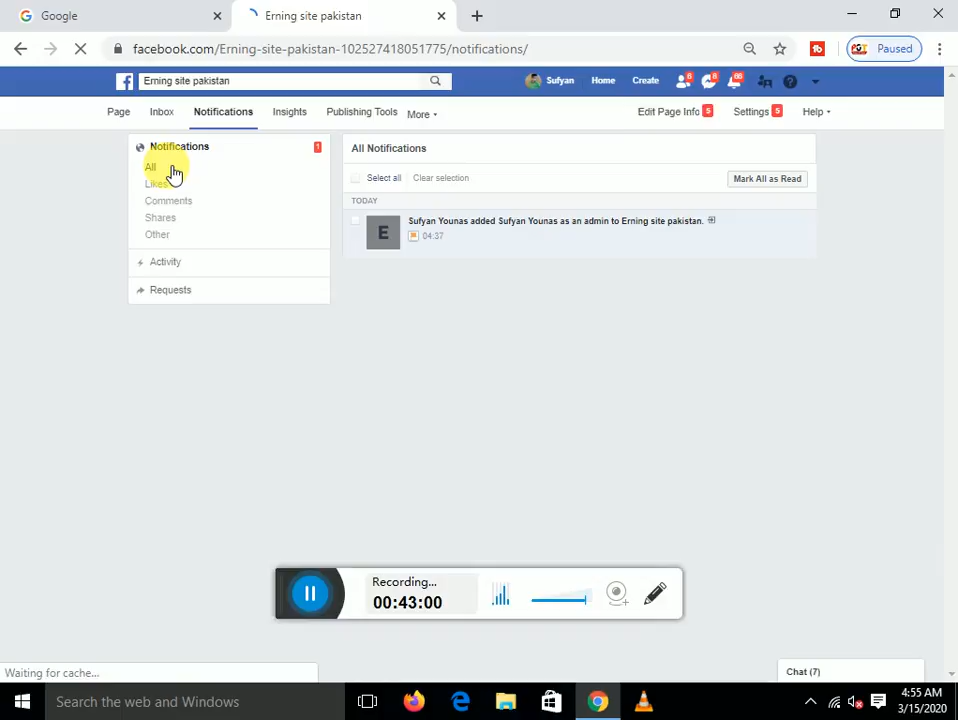 Google
Erning site pakistan
facebook.com/Erning-site-pakistan-102527418051775/notifications/
Paused
Erning site pakistan
Sufyan
Home
Create
6
8
66
Page
Inbox
Notifications
Insights
Publishing Tools
More
Edit Page Info 5
Settings 5
Help
Notifications 1
All
Likes
Comments
Shares
Other
Activity
Requests
All Notifications
Select all
Clear selection
Mark All as Read
TODAY
E
Sufyan Younas added Sufyan Younas as an admin to Erning site pakistan.
04:37
Recording...
00:43:00
Waiting for cache...
Chat (7)
Search the web and Windows
4:55 AM
3/15/2020